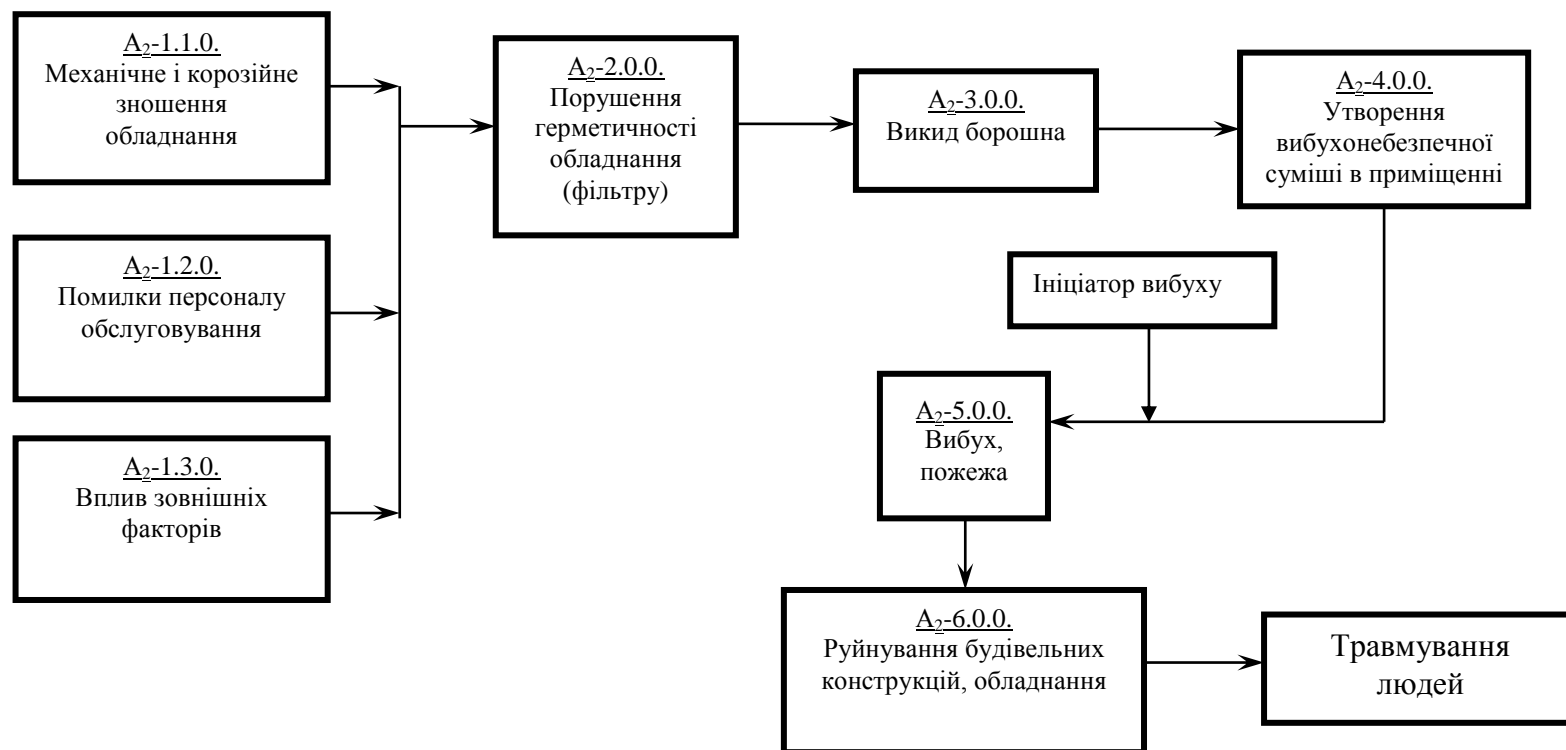 А2-1.1.0.
Механічне і корозійне
зношення
обладнання
А2-1.2.0.
Помилки персоналу
обслуговування
А2-1.3.0.
Вплив зовнішніх
факторів
А2-2.0.0.
Порушення
герметичності
обладнання
(фільтру)
А2-3.0.0.
Викид борошна
А2-4.0.0.
Утворення
вибухонебезпечної
суміші в приміщенні
Ініціатор вибуху
А2-5.0.0.
Вибух,
пожежа
А2-6.0.0.
Руйнування будівельних
конструкцій, обладнання
Травмування
людей